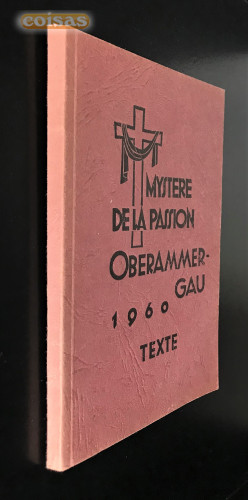 coisas
MYSTERE
DE LA PASSION
OBERAMMER-
GAU
1960
TEXTE